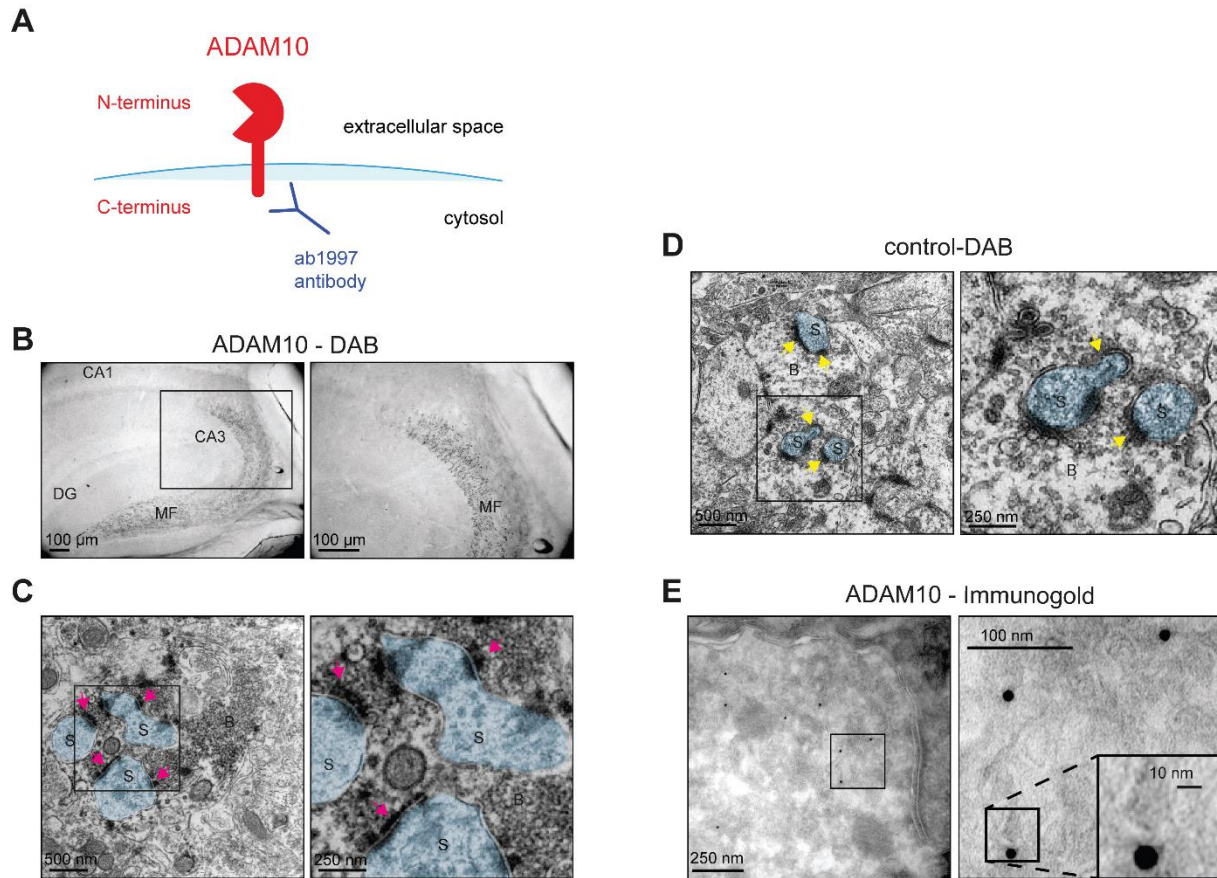 A
ADAM10
N-terminus
extracellular space
C-terminus
cytosol
ab1997
antibody
B
ADAM10 - DAB
CA1
CA3
DG
MF
100 µm
MF
100 µm
C
S
S
S
B
500 nm
S
S
S
B
250 nm
D
control-DAB
S
B
S
S
500 nm
S
S
B
250 nm
E
ADAM10 - Immunogold
250 nm
100 nm
10 nm